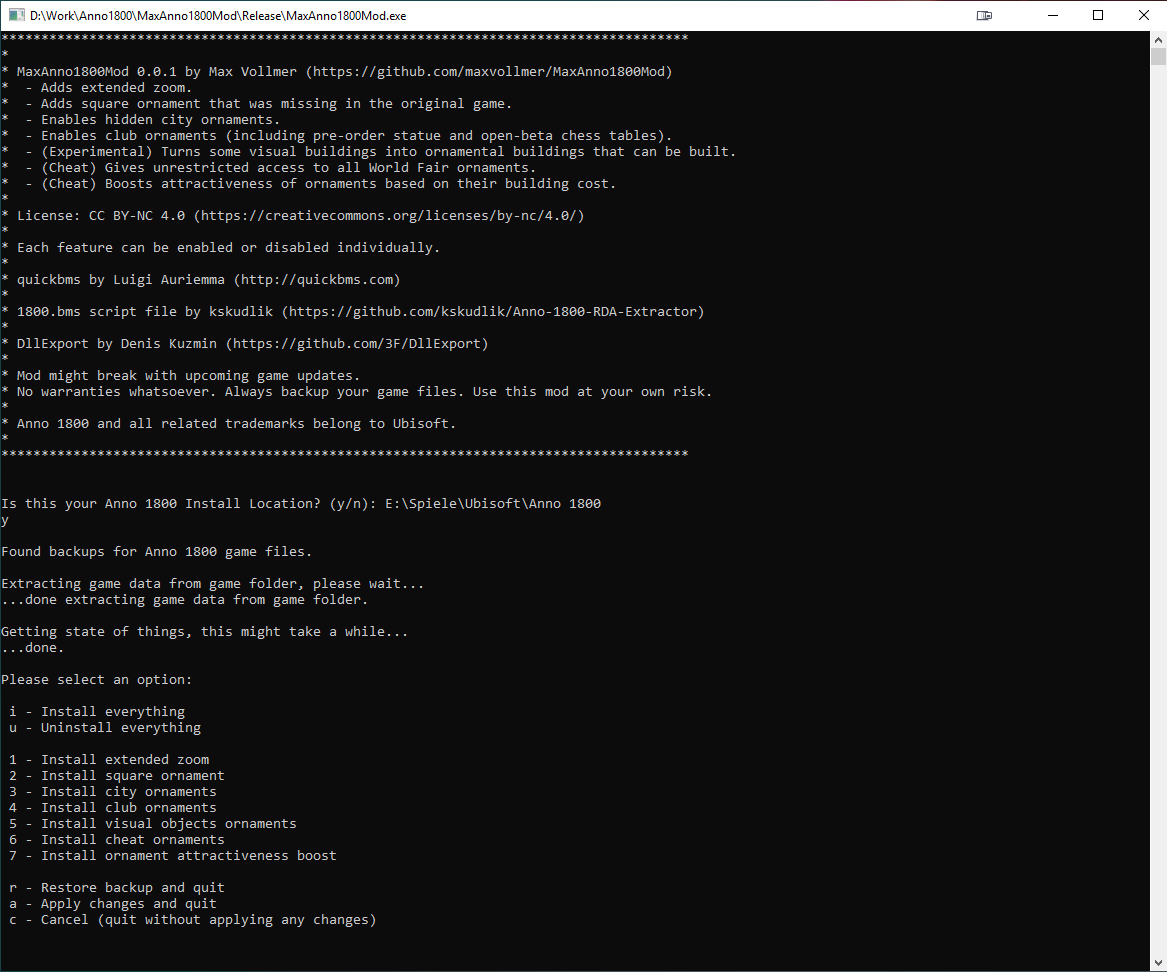 D:\Work\Anno1800\MaxAnno1800Mod\Release\MaxAnno1800Mod.exe
**************************************************************************************
*
* MaxAnno1800Mod 0.0.1 by Max Vollmer (https://github.com/maxvollmer/MaxAnno1800Mod)
*  - Adds extended zoom.
*  - Adds square ornament that was missing in the original game.
*  - Enables hidden city ornaments.
*  - Enables club ornaments (including pre-order statue and open-beta chess tables).
*  - (Experimental) Turns some visual buildings into ornamental buildings that can be built.
*  - (Cheat) Gives unrestricted access to all World Fair ornaments.
*  - (Cheat) Boosts attractiveness of ornaments based on their building cost.
*
* License: CC BY-NC 4.0 (https://creativecommons.org/licenses/by-nc/4.0/)
*
* Each feature can be enabled or disabled individually.
*
* quickbms by Luigi Auriemma (http://quickbms.com)
*
* 1800.bms script file by kskudlik (https://github.com/kskudlik/Anno-1800-RDA-Extractor)
*
* DllExport by Denis Kuzmin (https://github.com/3F/DllExport)
*
* Mod might break with upcoming game updates.
* No warranties whatsoever. Always backup your game files. Use this mod at your own risk.
*
* Anno 1800 and all related trademarks belong to Ubisoft.
*
**************************************************************************************
Is this your Anno 1800 Install Location? (y/n): E:\Spiele\Ubisoft\Anno 1800
y
Found backups for Anno 1800 game files.
Extracting game data from game folder, please wait...
...done extracting game data from game folder.
Getting state of things, this might take a while...
...done.
Please select an option:
i - Install everything
u - Uninstall everything
1 - Install extended zoom
2 - Install square ornament
3 - Install city ornaments
4 - Install club ornaments
5 - Install visual objects ornaments
6 - Install cheat ornaments
7 - Install ornament attractiveness boost
r - Restore backup and quit
a - Apply changes and quit
c - Cancel (quit without applying any changes)